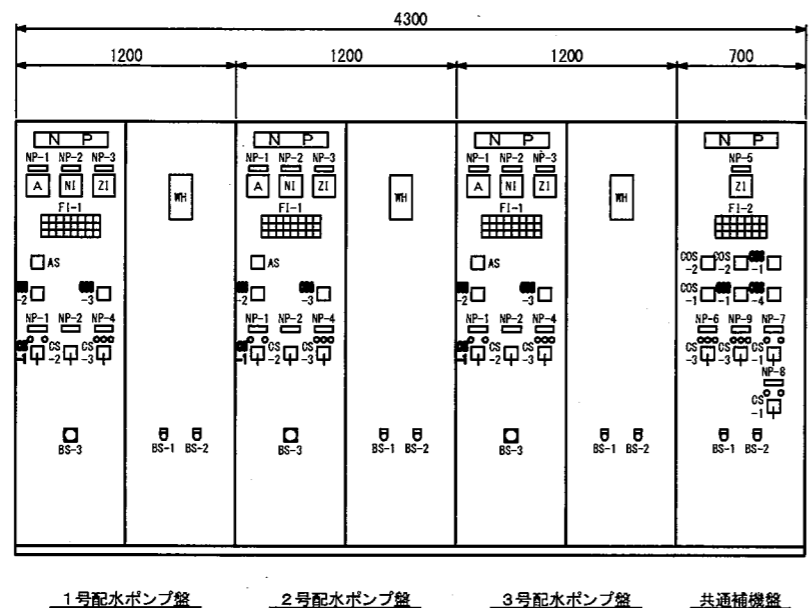 4300
1200 1200 1200 700
N P N P N P N P
NP-1 NP-2 NP-3 NP-1 NP-2 NP-3 NP-1 NP-2 NP-3 NP-5
A NI ZI WH A NI ZI WH A NI ZI WH ZI
FI-1 FI-1 FI-1 FI-2
AS AS AS
COS COS
-2 -2 -1
-2 -3 -2 -3 -2 -3 COS
-1 -1 -4
NP-1 NP-2 NP-4 NP-1 NP-2 NP-4 NP-1 NP-2 NP-4 NP-6 NP-9 NP-7
CS CS CS CS CS CS CS CS CS CS CS CS
-1 -2 -3 -1 -2 -3 -1 -2 -3 -3 -3 -1
NP-8
CS
-1
BS-3 BS-1 BS-2 BS-3 BS-1 BS-2 BS-3 BS-1 BS-2 BS-1 BS-2
1号配水ポンプ盤 2号配水ポンプ盤 3号配水ポンプ盤 共通補機盤